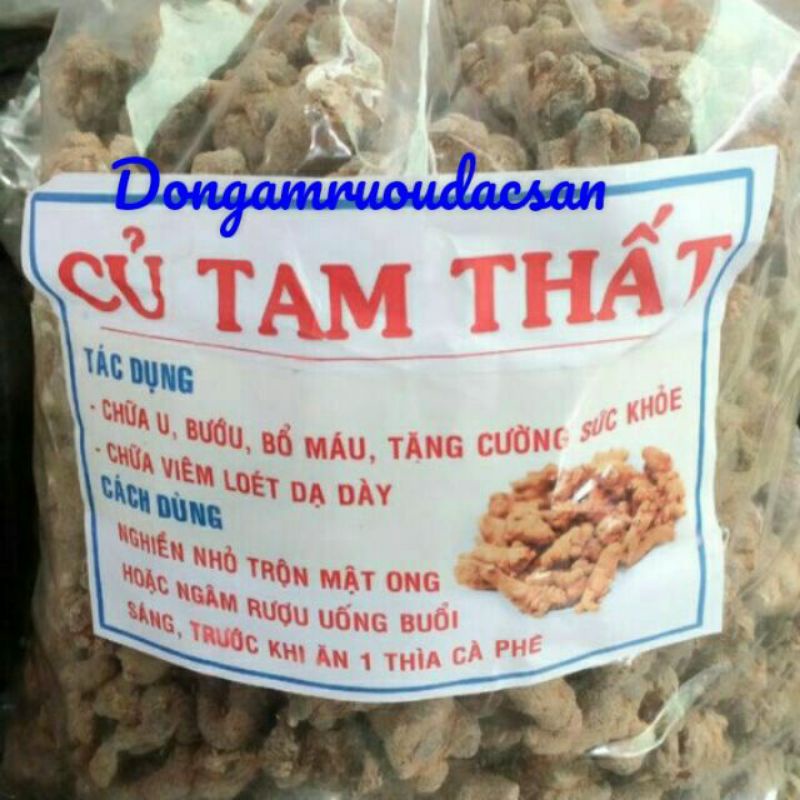 Dongamruoudacsan
CỦ TAM THẤT
TÁC DỤNG
- CHỮA U, BƯỚU, BỔ MÁU, TĂNG CƯỜNG SỨC KHỎE
- CHỮA VIÊM LOÉT DẠ DÀY
CÁCH DÙNG
NGHIỀN NHỎ TRỘN MẬT ONG
HOẶC NGÂM RƯỢU UỐNG BUỔI
SÁNG, TRƯỚC KHI ĂN 1 THÌA CÀ PHÊ